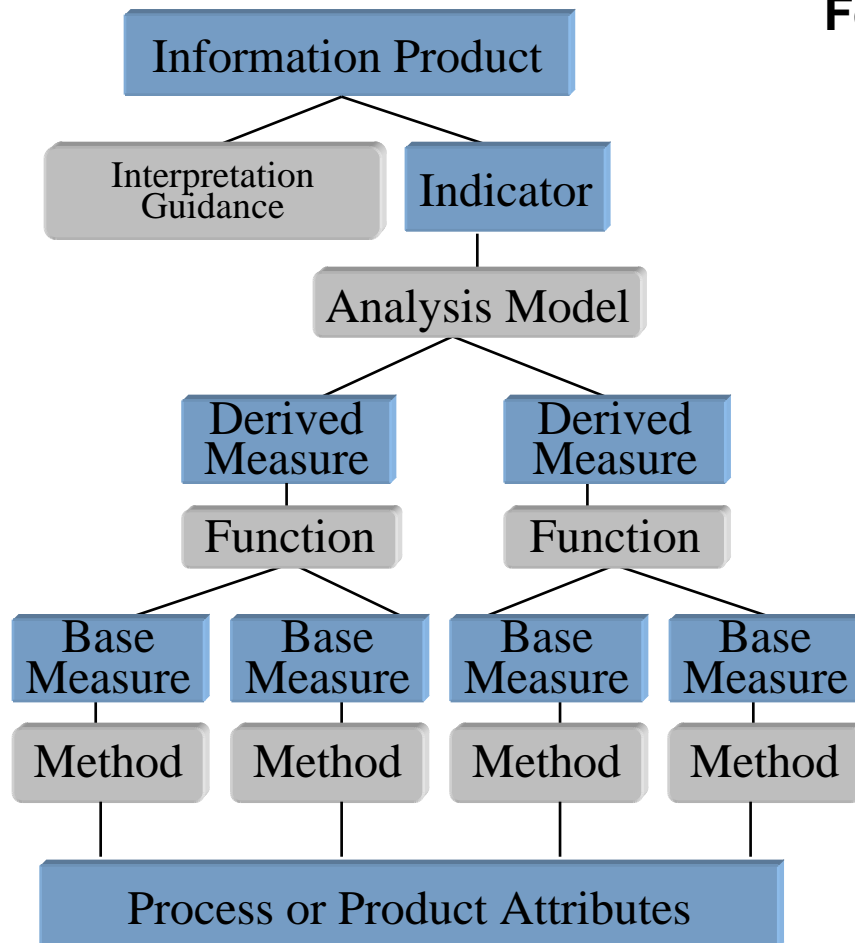 Information Product
Interpretation
Guidance
Indicator
Analysis Model
Derived
Measure
Derived
Measure
Function
Function
Base
Measure
Base
Measure
Base
Measure
Base
Measure
Method
Method
Method
Method
Process or Product Attributes